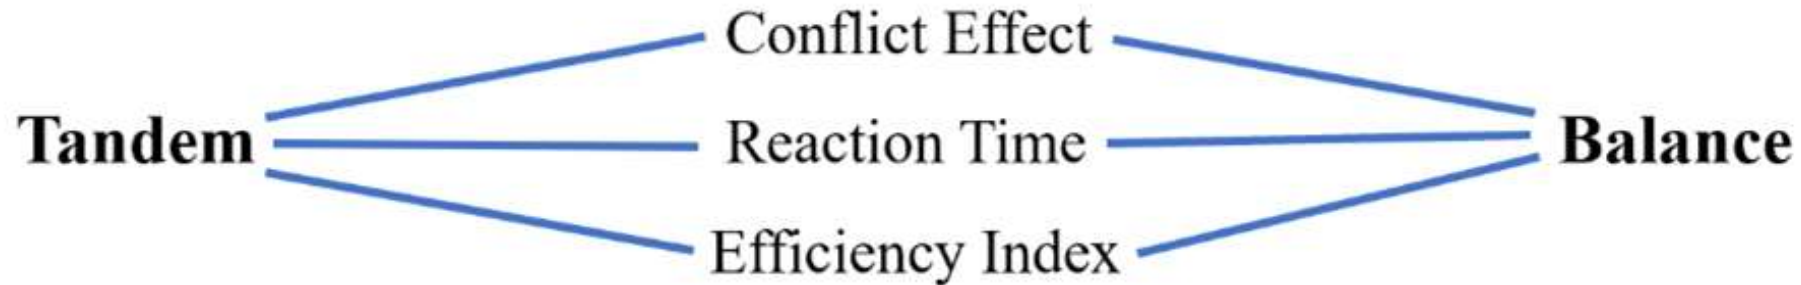 Conflict Effect
Tandem
Reaction Time
Balance
Efficiency Index